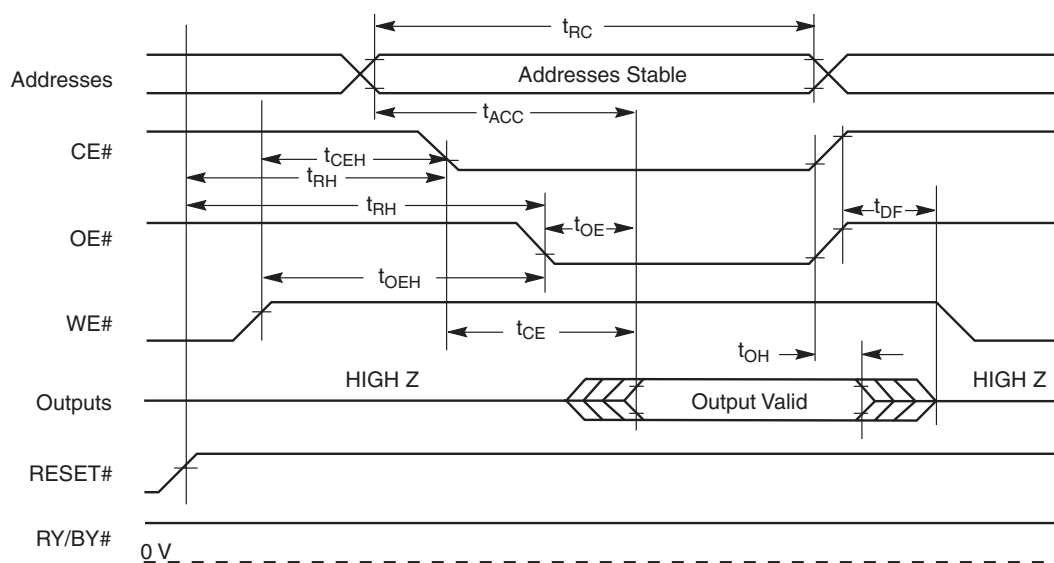 tRC
Addresses
Addresses Stable
tACC
CE#
tCEH
tRH
tRH
OE#
tOE
tDF
tOEH
WE#
tCE
tOH
HIGH Z
HIGH Z
Outputs
Output Valid
RESET#
RY/BY#
0 V